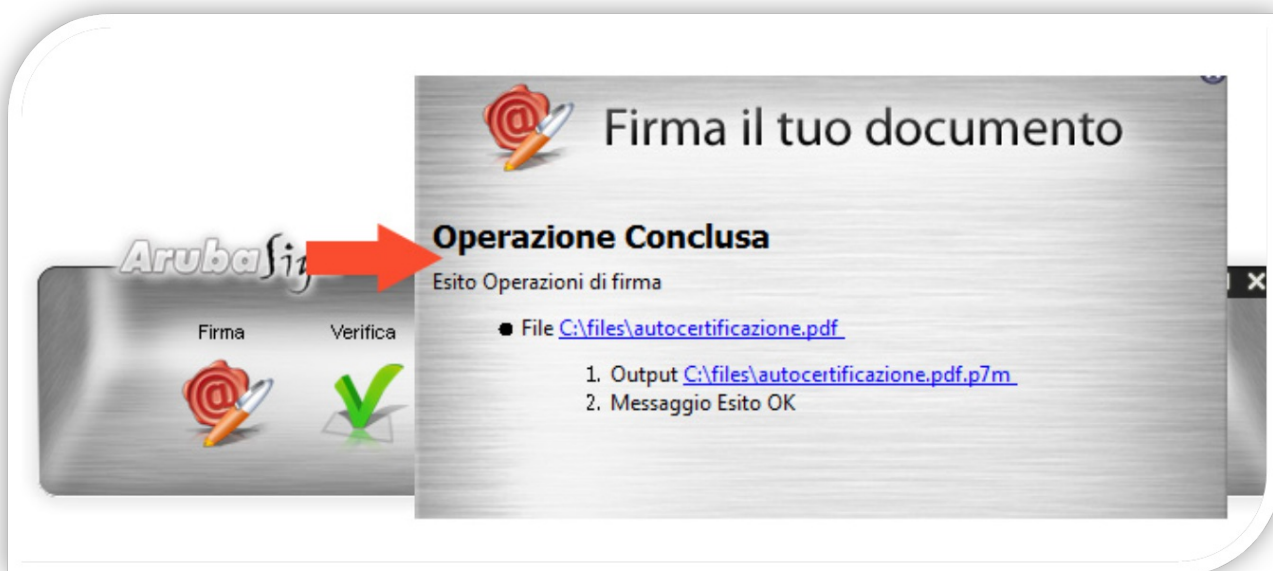 Firma il tuo documento
Operazione Conclusa
Esito Operazioni di firma
File C:\files\autocertificazione.pdf
1. Output C:\files\autocertificazione.pdf.p7m
2. Messaggio Esito OK
Aruba
Firma Verifica